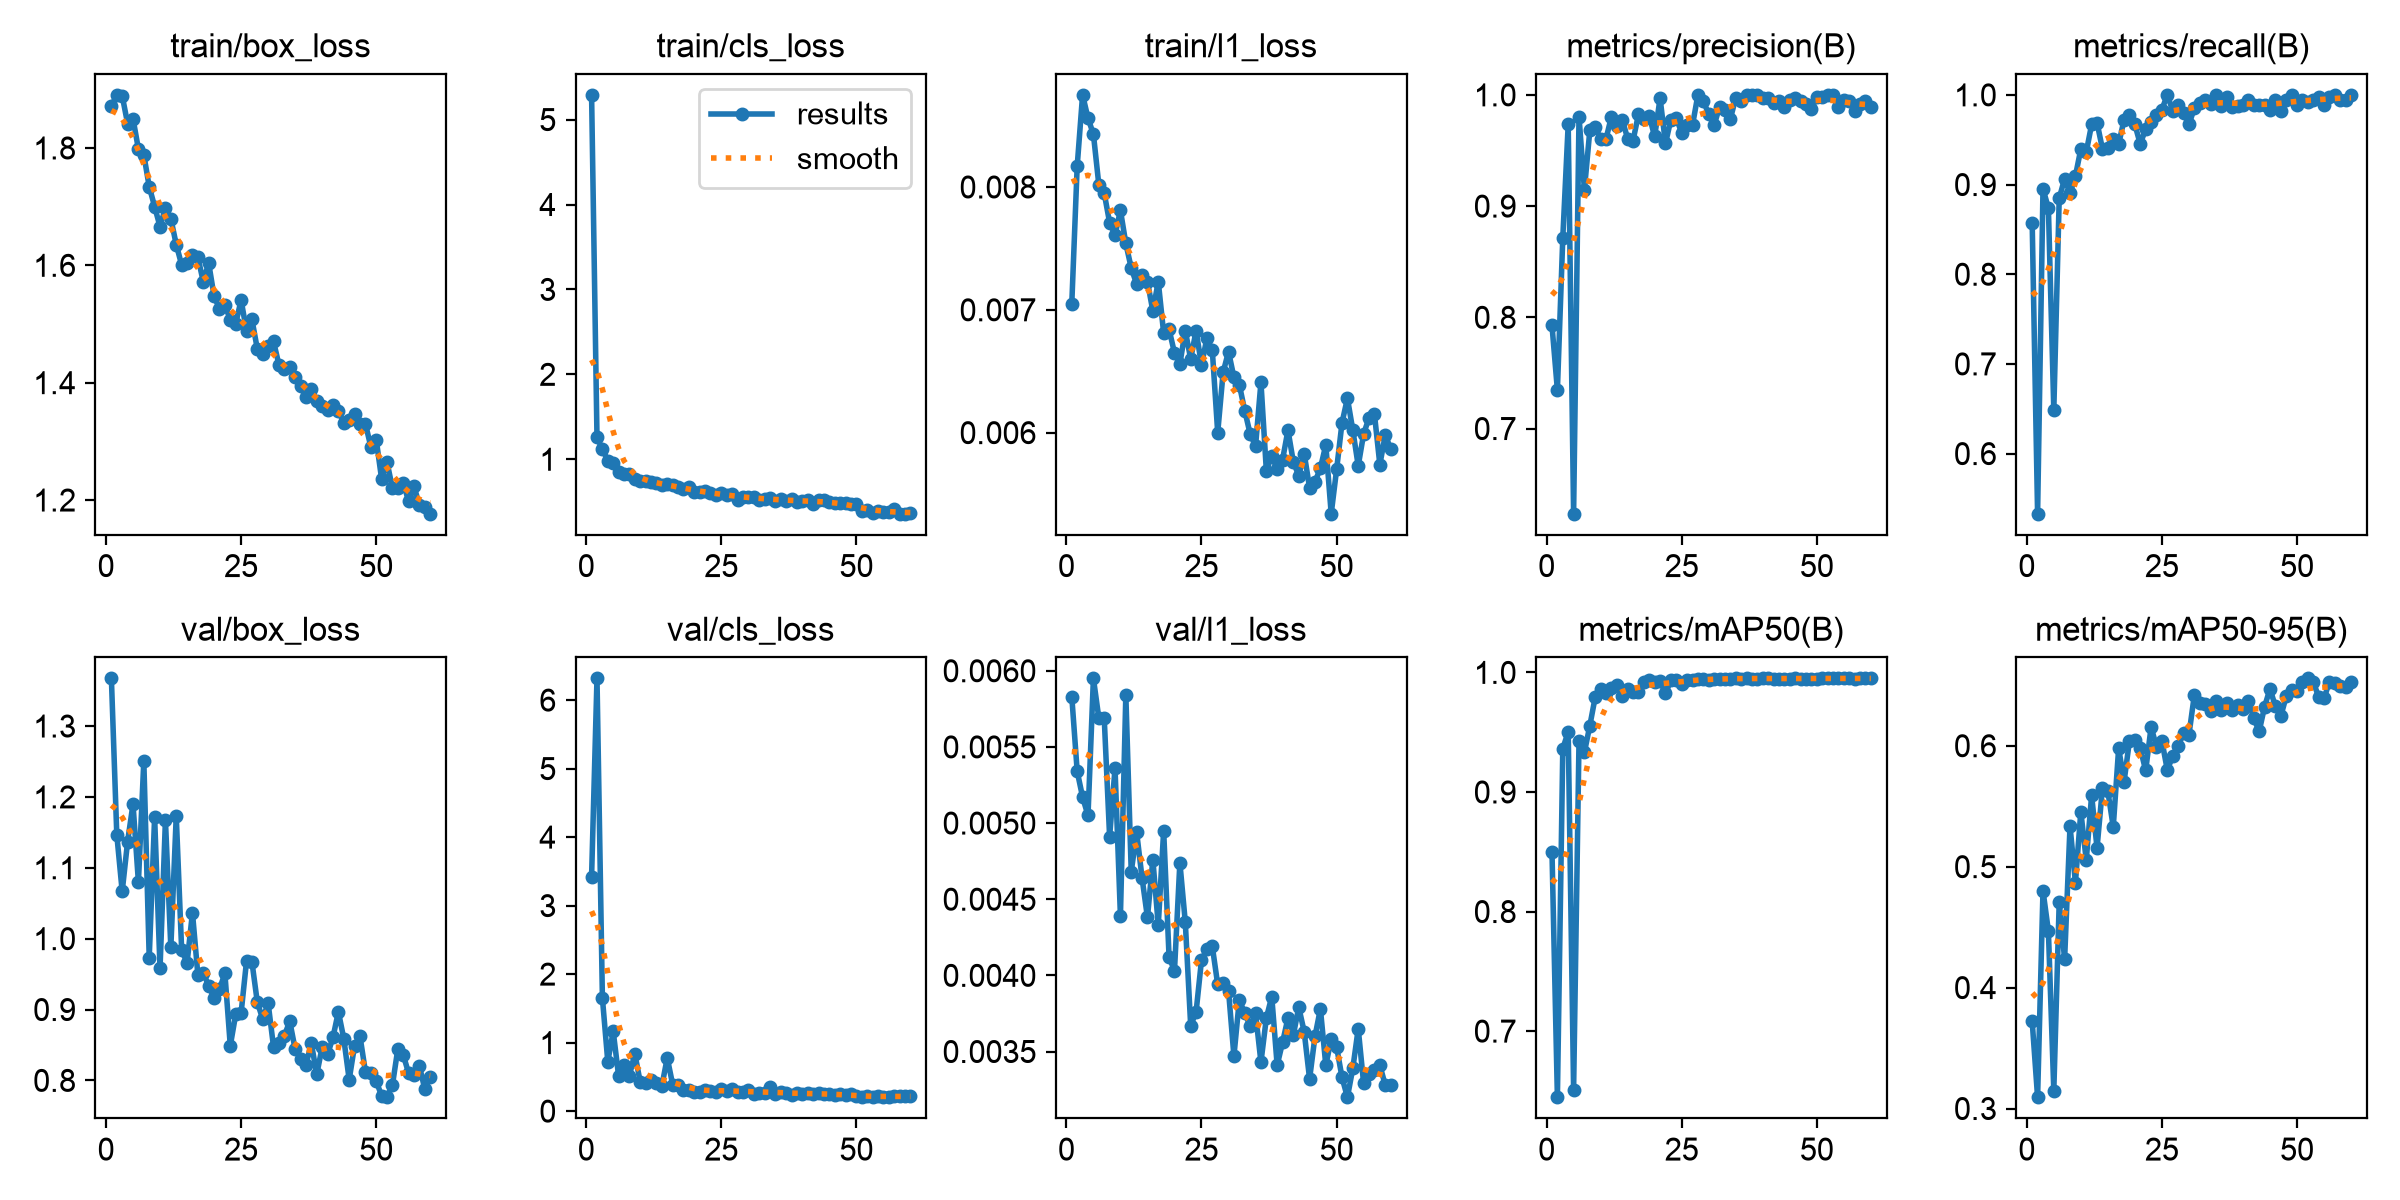 train/box_loss
1.8
1.6
1.4
1.2
0 25 50
train/cls_loss
results
smooth
5
4
3
2
1
0 25 50
train/l1_loss
0.008
0.007
0.006
0 25 50
metrics/precision(B)
1.0
0.9
0.8
0.7
0 25 50
metrics/recall(B)
1.0
0.9
0.8
0.7
0.6
0 25 50
val/box_loss
1.3
1.2
1.1
1.0
0.9
0.8
0 25 50
val/cls_loss
6
5
4
3
2
1
0
0 25 50
val/l1_loss
0.0060
0.0055
0.0050
0.0045
0.0040
0.0035
0 25 50
metrics/mAP50(B)
1.0
0.9
0.8
0.7
0 25 50
metrics/mAP50-95(B)
0.6
0.5
0.4
0.3
0 25 50